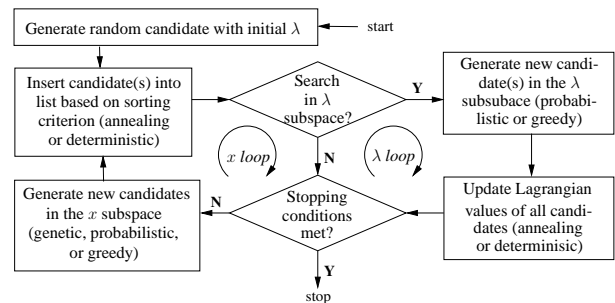 Generate random candidate with initial λ
start
Insert candidate(s) into
list based on sorting
criterion (annealing
or deterministic)
Search
in λ
subspace?
Y
Generate new candi-
date(s) in the λ
subsubace (probabi-
listic or greedy)
x loop
N
λ loop
Generate new candidates
in the x subspace
(genetic, probabilistic,
or greedy)
N
Stopping
conditions
met?
Update Lagrangian
values of all candi-
dates (annealing
or determinisic)
Y
stop